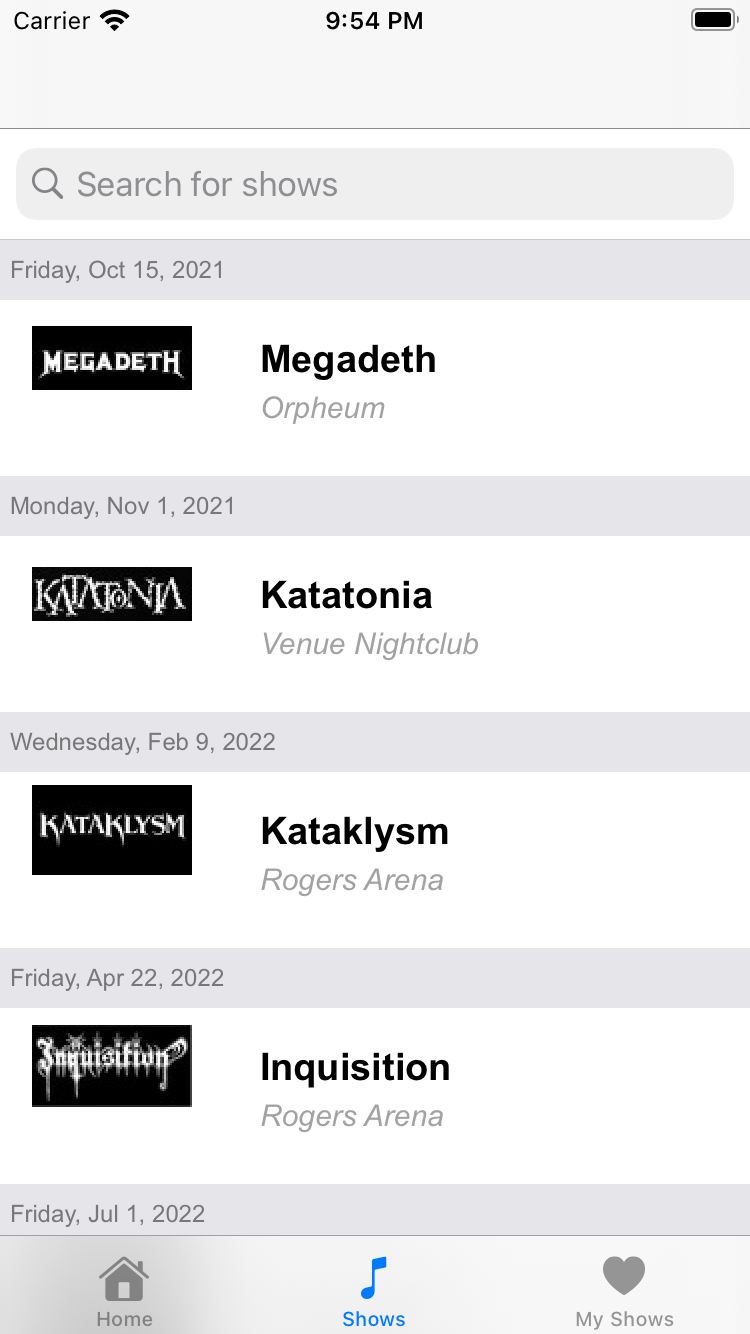 Carrier 9:54 PM
Search for shows
Friday, Oct 15, 2021
MEGADETH
Megadeth
Orpheum
Monday, Nov 1, 2021
KATATONIA
Katatonia
Venue Nightclub
Wednesday, Feb 9, 2022
KATAKLYSM
Kataklysm
Rogers Arena
Friday, Apr 22, 2022
Inquisition
Inquisition
Rogers Arena
Friday, Jul 1, 2022
Home Shows My Shows